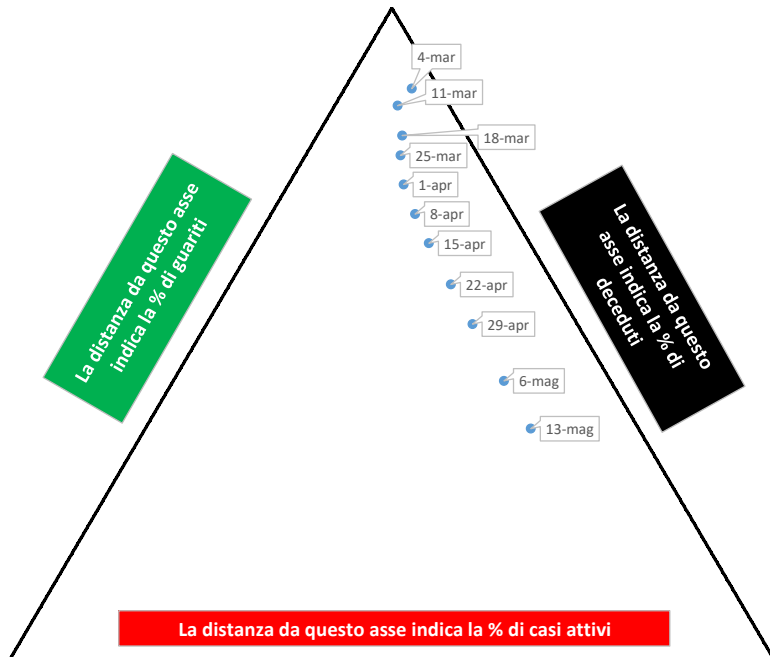 4-mar
11-mar
18-mar
25-mar
1-apr
8-apr
15-apr
22-apr
29-apr
6-mag
13-mag
La distanza da questo asse
indica la % di guariti
La distanza da questo
asse indica la % di
deceduti
La distanza da questo asse indica la % di casi attivi